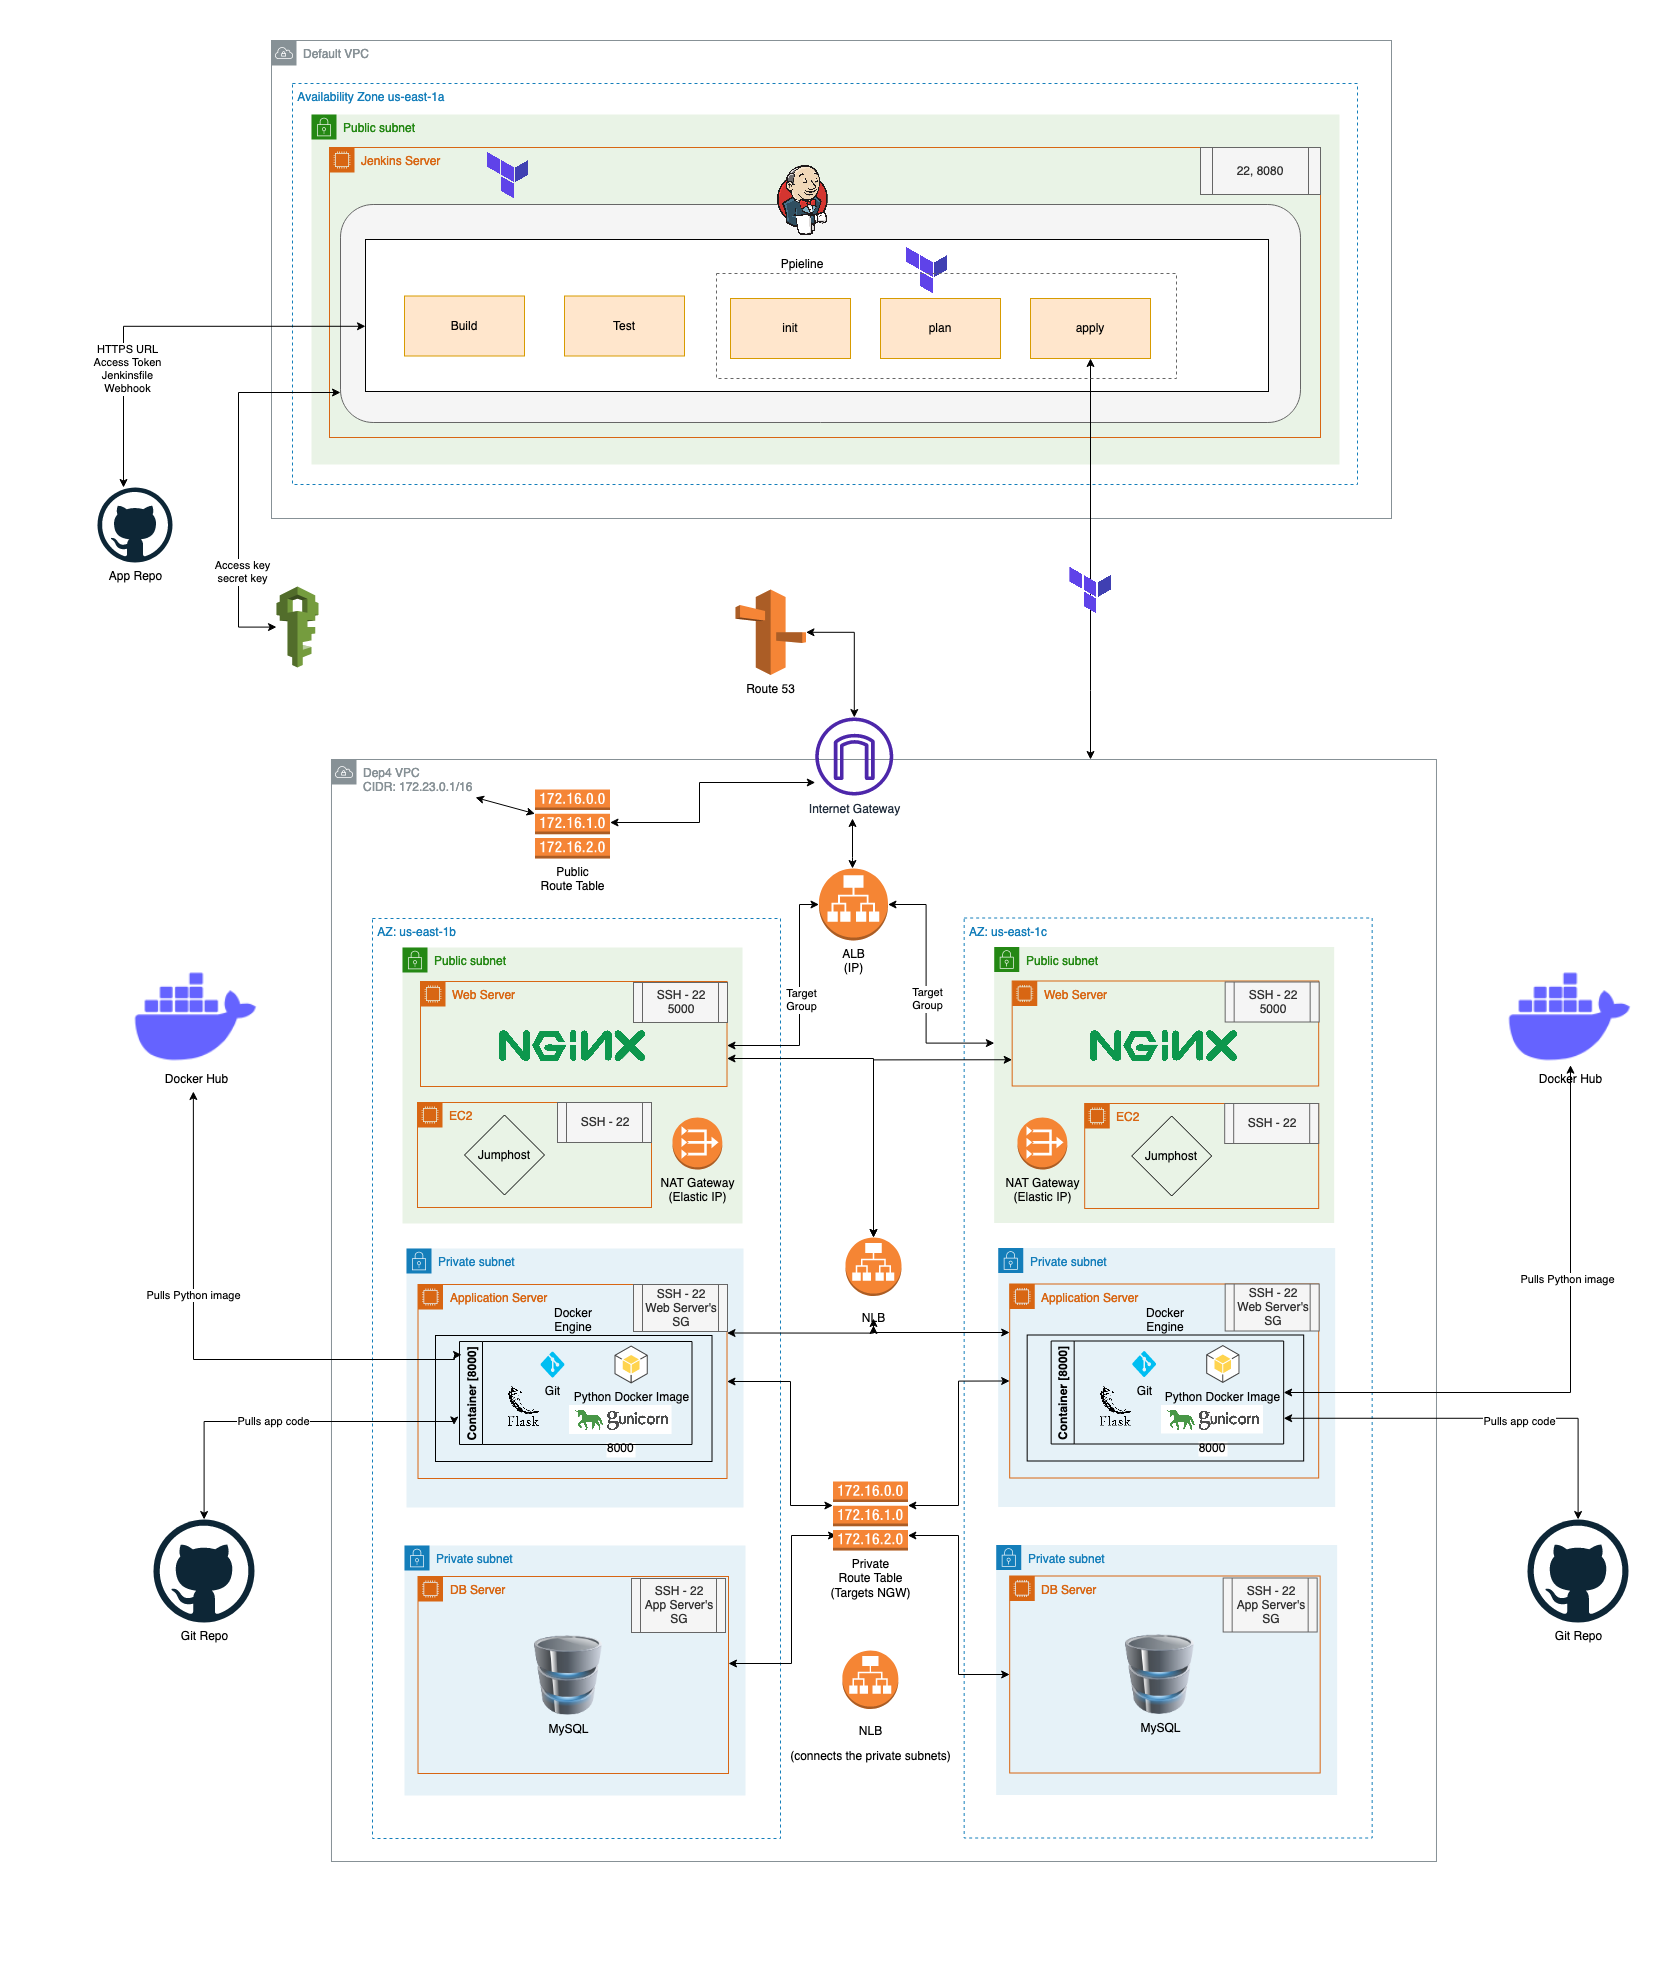 Default VPC
Availability Zone us-east-1a
Public subnet
Jenkins Server
22, 8080
Ppieline
Build
Test
init
plan
apply
HTTPS URL
Access Token
Jenkinsfile
Webhook
App Repo
Access key
secret key
Route 53
Dep4 VPC
CIDR: 172.23.0.1/16
172.16.0.0
172.16.1.0
172.16.2.0
Public
Route Table
Internet Gateway
ALB
(IP)
Target
Group
Target
Group
AZ: us-east-1b
Public subnet
Web Server
SSH - 22
5000
NGINX
EC2
SSH - 22
Jumphost
NAT Gateway
(Elastic IP)
AZ: us-east-1c
Public subnet
Web Server
SSH - 22
5000
NGINX
NAT Gateway
(Elastic IP)
EC2
SSH - 22
Jumphost
Docker Hub
Docker Hub
Pulls Python image
Pulls Python image
NLB
Private subnet
Application Server
SSH - 22
Web Server's
SG
Docker
Engine
Container [8000]
Git
Python Docker Image
Flask
gunicorn
8000
Private subnet
Application Server
SSH - 22
Web Server's
SG
Docker
Engine
Container [8000]
Git
Python Docker Image
Flask
gunicorn
8000
Pulls app code
Pulls app code
Git Repo
Git Repo
172.16.0.0
172.16.1.0
172.16.2.0
Private
Route Table
(Targets NGW)
Private subnet
DB Server
SSH - 22
App Server's
SG
MySQL
Private subnet
DB Server
SSH - 22
App Server's
SG
MySQL
NLB
(connects the private subnets)